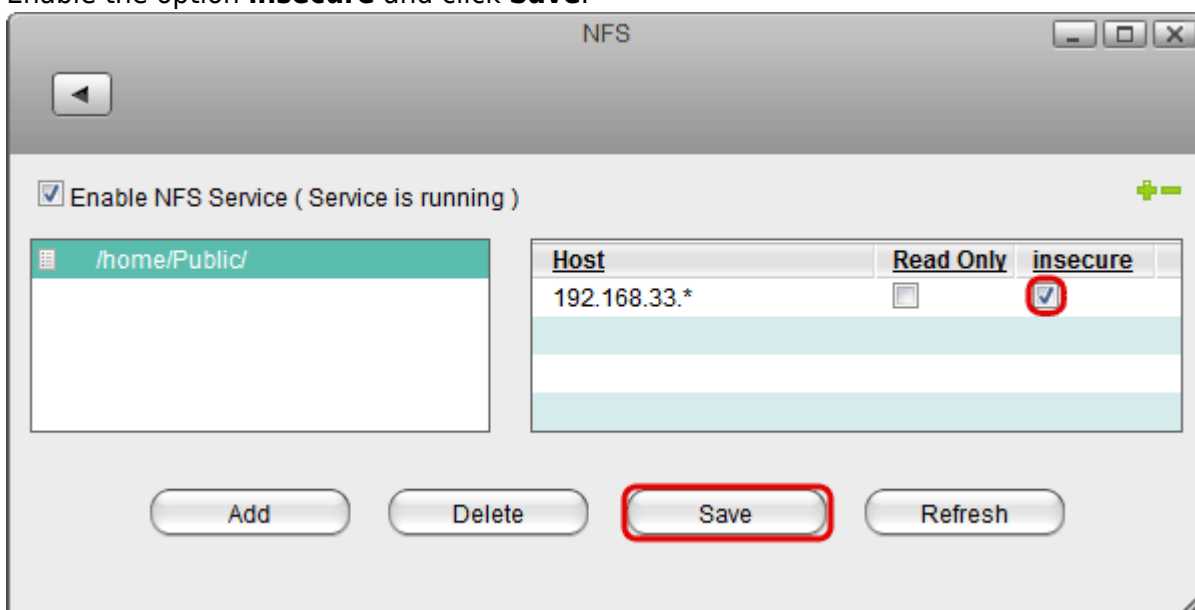 Enable the option insecure and click Save.
NFS
Enable NFS Service ( Service is running )
/home/Public/
Host Read Only insecure
192.168.33.*
Add Delete Save Refresh